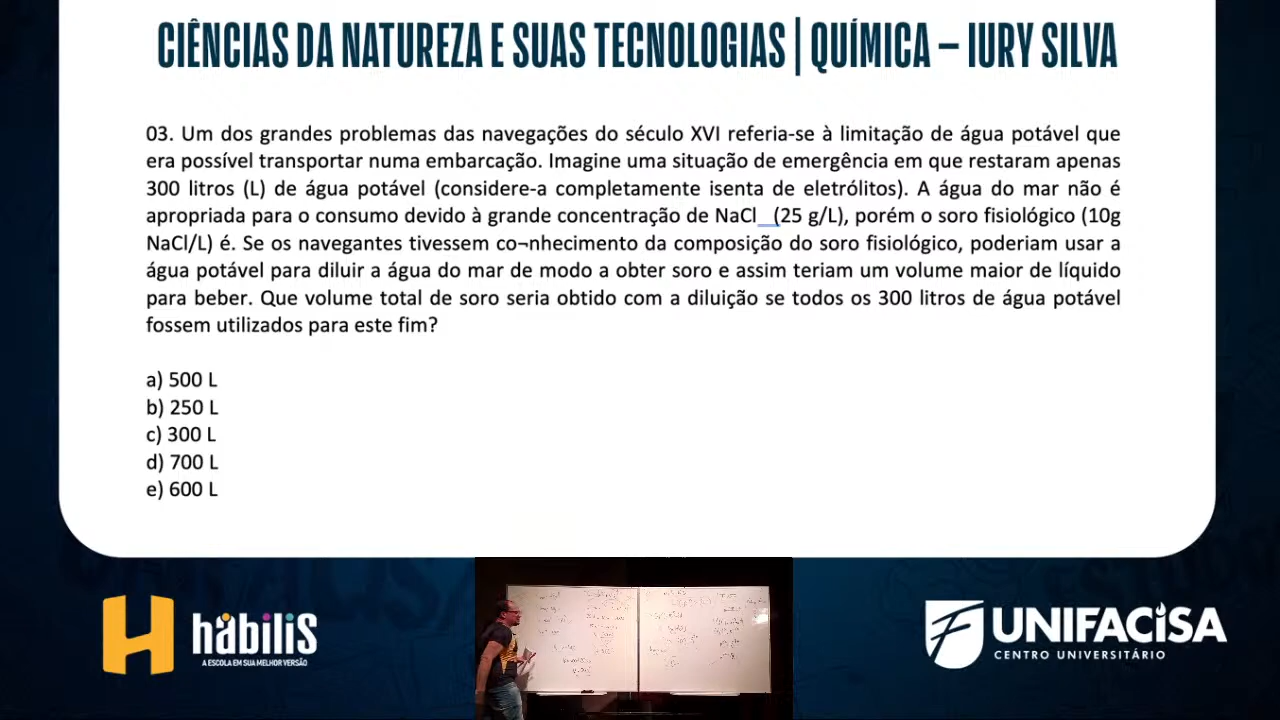 CIÊNCIAS DA NATUREZA E SUAS TECNOLOGIAS | QUÍMICA – IURY SILVA
03. Um dos grandes problemas das navegações do século XVI referia-se à limitação de água potável que
era possível transportar numa embarcação. Imagine uma situação de emergência em que restaram apenas
300 litros (L) de água potável (considere-a completamente isenta de eletrólitos). A água do mar não é
apropriada para o consumo devido à grande concentração de NaCl (25 g/L), porém o soro fisiológico (10g
NaCl/L) é. Se os navegantes tivessem co¬nhecimento da composição do soro fisiológico, poderiam usar a
água potável para diluir a água do mar de modo a obter soro e assim teriam um volume maior de líquido
para beber. Que volume total de soro seria obtido com a diluição se todos os 300 litros de água potável
fossem utilizados para este fim?
a) 500 L
b) 250 L
c) 300 L
d) 700 L
e) 600 L
hábilis
A ESCOLA EM SUA MELHOR VERSÃO
UNIFACISA
CENTRO UNIVERSITÁRIO